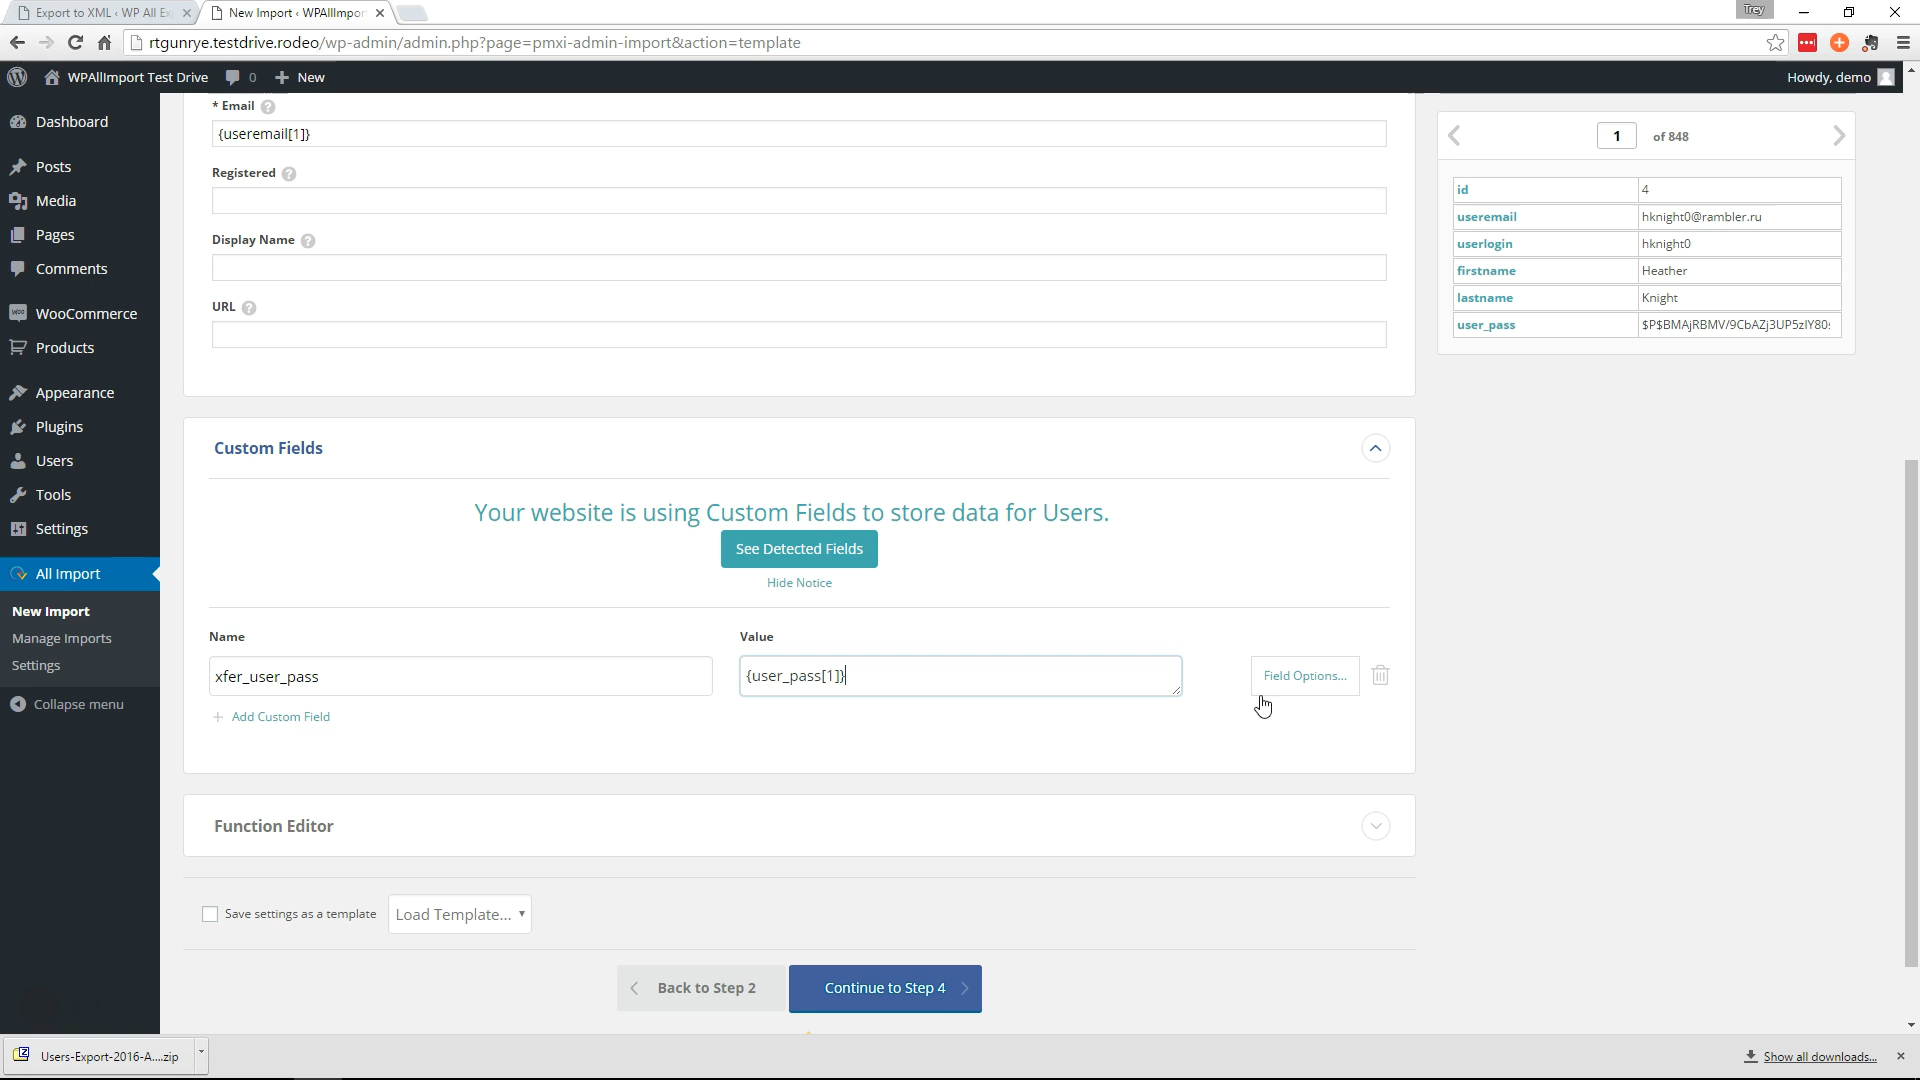 Export to XML ‹ WP All Ex
New Import ‹ WPAllImpor
Trey
rtgunrye.testdrive.rodeo/wp-admin/admin.php?page=pmxi-admin-import&action=template
WPAllImport Test Drive
0
New
Howdy, demo
Dashboard
Posts
Media
Pages
Comments
WooCommerce
Products
Appearance
Plugins
Users
Tools
Settings
All Import
New Import
Manage Imports
Settings
Collapse menu
* Email ?
{useremail[1]}
Registered ?
Display Name ?
URL ?
Custom Fields
Your website is using Custom Fields to store data for Users.
See Detected Fields
Hide Notice
Name
Value
xfer_user_pass
{user_pass[1]}
Field Options...
+ Add Custom Field
Function Editor
Save settings as a template
Load Template...
Back to Step 2
Continue to Step 4
1 of 848
id 4
useremail hknight0@rambler.ru
userlogin hknight0
firstname Heather
lastname Knight
user_pass $P$BMAjRBMV/9CbAZj3UP5zIY80
Users-Export-2016-A....zip
Show all downloads...